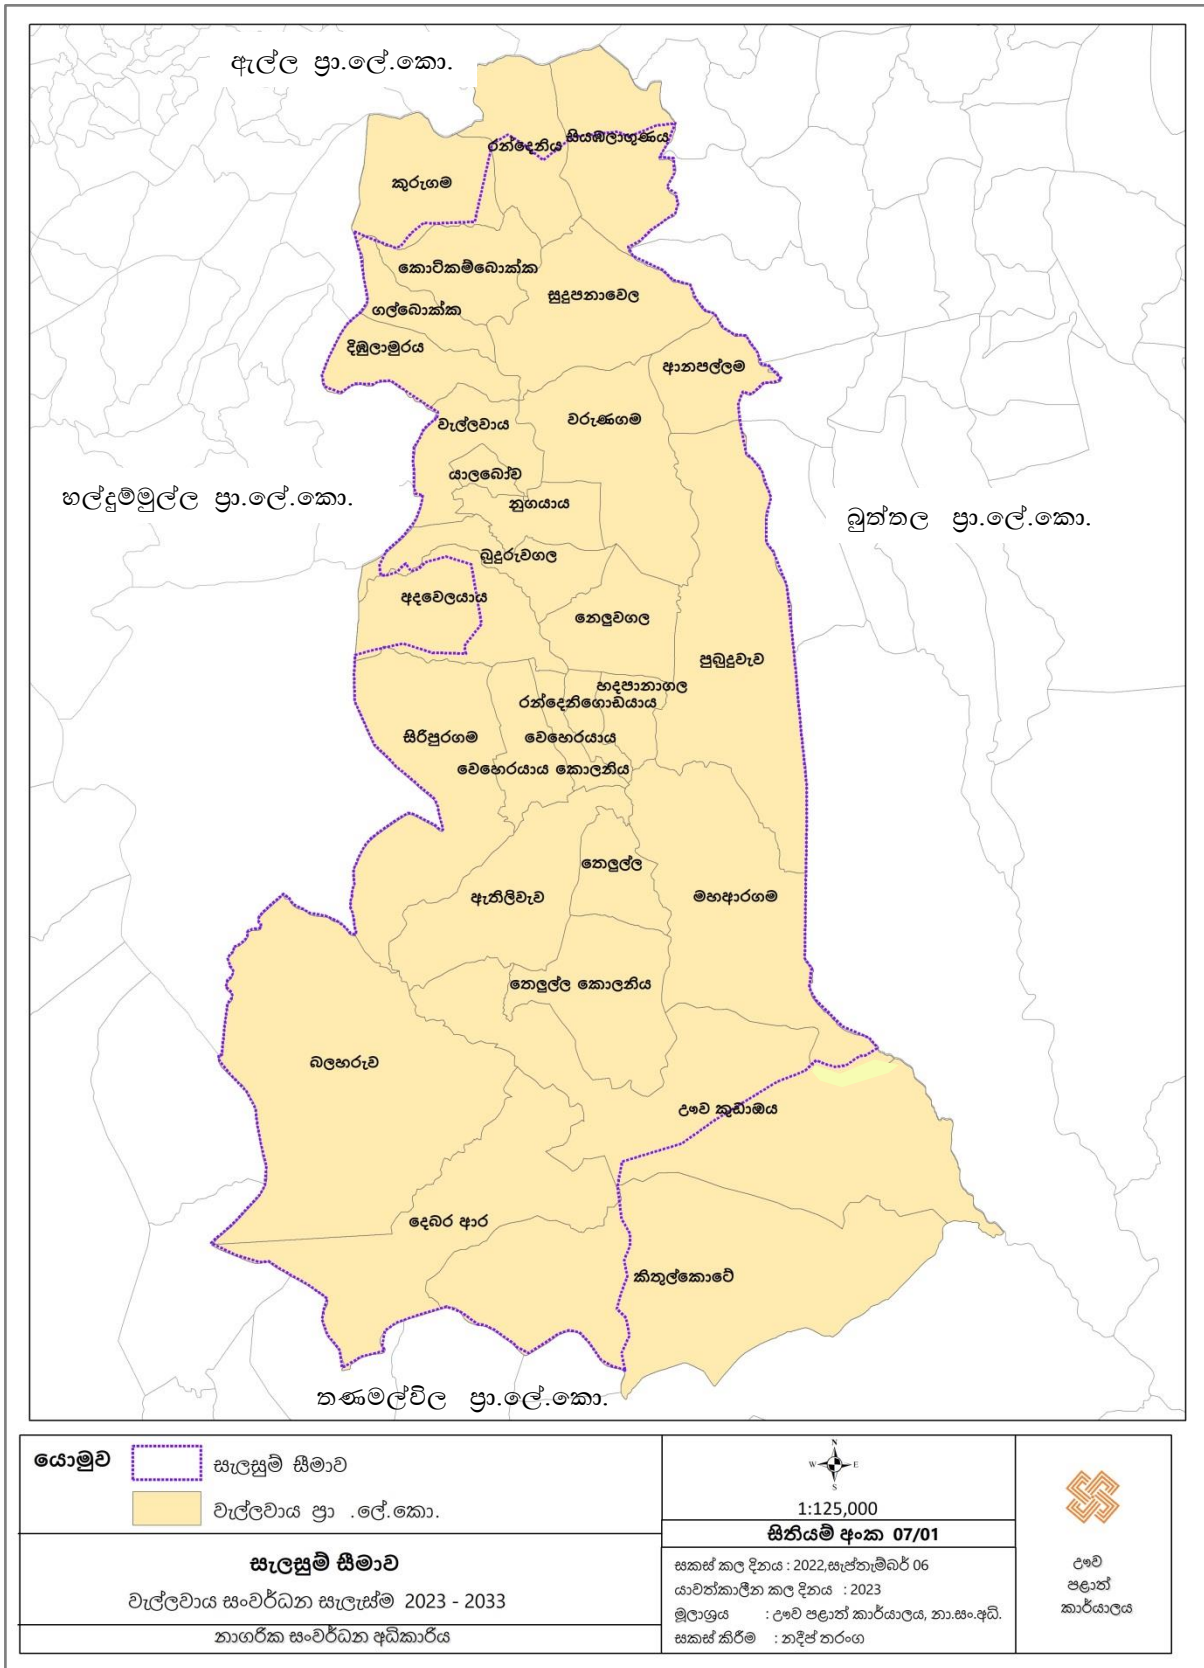 ඇල්ල ප්‍රා.ලේ.කො.
සියඹලාගුණය
රන්දෙනිය
කුරුගම
කොටිකම්බොක්ක
සුදුපනාවෙල
ගල්බොක්ක
දිඹුලාමුරය
ආනපල්ලම
වරුණගම
වැල්ලවාය
යාලබෝව
හල්දුම්මුල්ල ප්‍රා.ලේ.කො.
නුගයාය
බුත්තල ප්‍රා.ලේ.කො.
බුදුරුවගල
අදවෙලයාය
නෙලුවගල
පුබුදුවැව
හඳපානාගල
රන්දෙනිගොඩයාය
සිරිපුරගම
වෙහෙරයාය
වෙහෙරයාය කොලනිය
තෙලුල්ල
ඇතිලිවැව
මහආරගම
තෙලුල්ල කොලනිය
බලහරුව
ඌව කුඩාඔය
දෙබර ආර
කිතුල්කොටේ
තණමල්විල ප්‍රා.ලේ.කො.
යොමුව
සැලසුම් සීමාව
වැල්ලවාය ප්‍රා .ලේ.කො.
සැලසුම් සීමාව
වැල්ලවාය සංවර්ධන සැලැස්ම 2023 - 2033
නාගරික සංවර්ධන අධිකාරිය
N
W E
S
1:125,000
සිතියම් අංක 07/01
සකස් කල දිනය : 2022,සැප්තැම්බර් 06
යාවත්කාලීන කල දිනය : 2023
මූලාශ්‍රය : ඌව පළාත් කාර්යාලය, නා.සං.අධි.
සකස් කිරීම : නදීප් තරංග
ඌව
පළාත්
කාර්යාලය